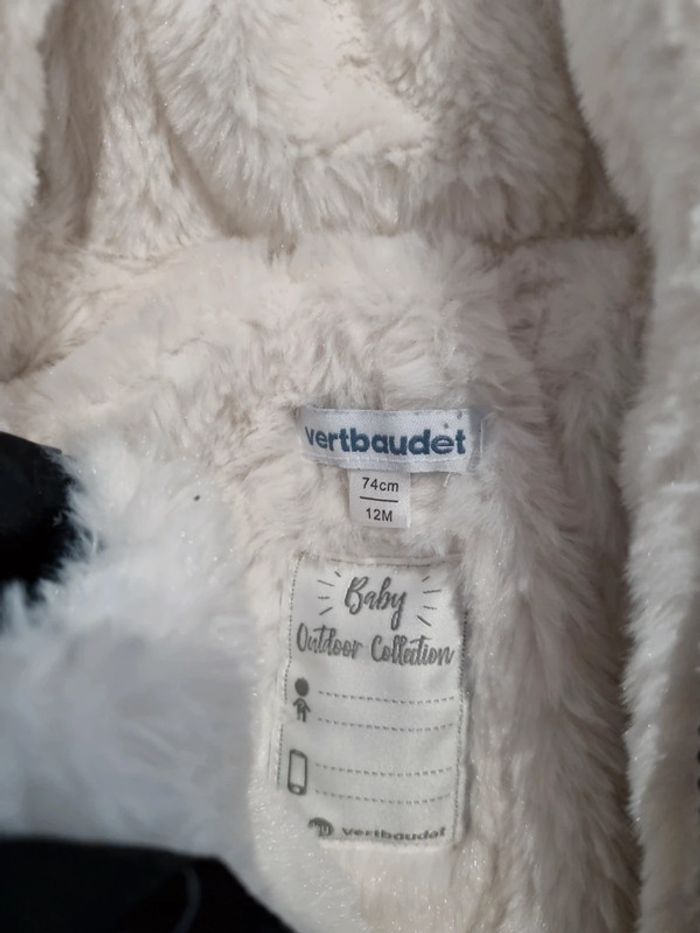 vertbaudet
74cm
12M
Baby
Outdoor Collection
vertbaudet